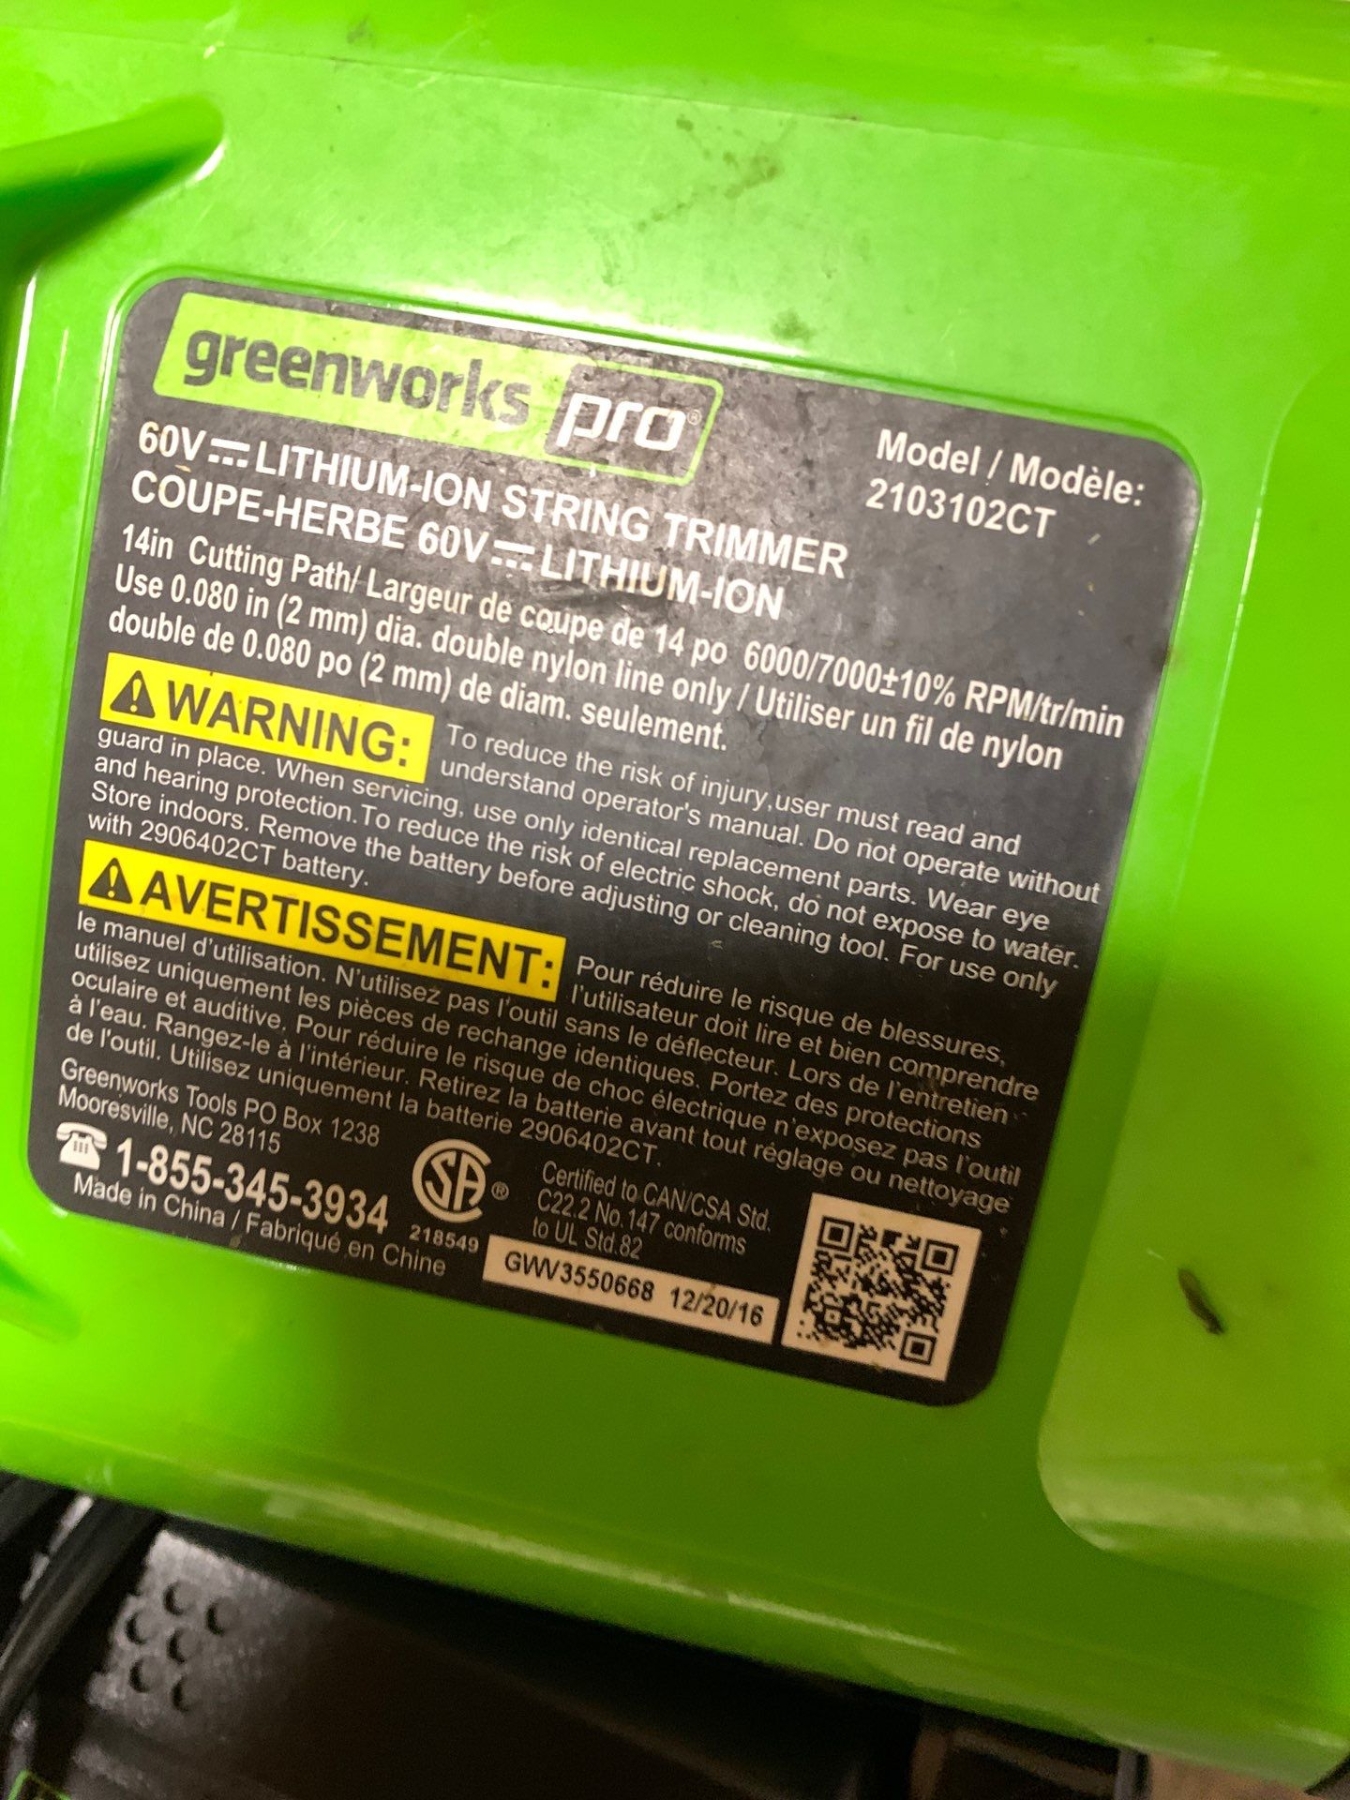 greenworks pro®
Model / Modèle:
2103102CT
60V LITHIUM-ION STRING TRIMMER
COUPE-HERBE 60V LITHIUM-ION
14in Cutting Path/ Largeur de coupe de 14 po 6000/7000±10% RPM/tr/min
Use 0.080 in (2 mm) dia. double nylon line only / Utiliser un fil de nylon
double de 0.080 po (2 mm) de diam. seulement.
WARNING: To reduce the risk of injury,user must read and
understand operator's manual. Do not operate without
guard in place. When servicing, use only identical replacement parts. Wear eye
and hearing protection.To reduce the risk of electric shock, do not expose to water.
Store indoors. Remove the battery before adjusting or cleaning tool. For use only
with 2906402CT battery.
AVERTISSEMENT: Pour réduire le risque de blessures,
l'utilisateur doit lire et bien comprendre
le manuel d'utilisation. N'utilisez pas l'outil sans le déflecteur. Lors de l'entretien
utilisez uniquement les pièces de rechange identiques. Portez des protections
oculaire et auditive. Pour réduire le risque de choc électrique n'exposez pas l'outil
à l'eau. Rangez-le à l'intérieur. Retirez la batterie avant tout réglage ou nettoyage
de l'outil. Utilisez uniquement la batterie 2906402CT.
Greenworks Tools PO Box 1238
Mooresville, NC 28115
1-855-345-3934
Made in China / Fabriqué en Chine
CSA®
218549
Certified to CAN/CSA Std.
C22.2 No.147 conforms
to UL Std.82
GWV3550668 12/20/16